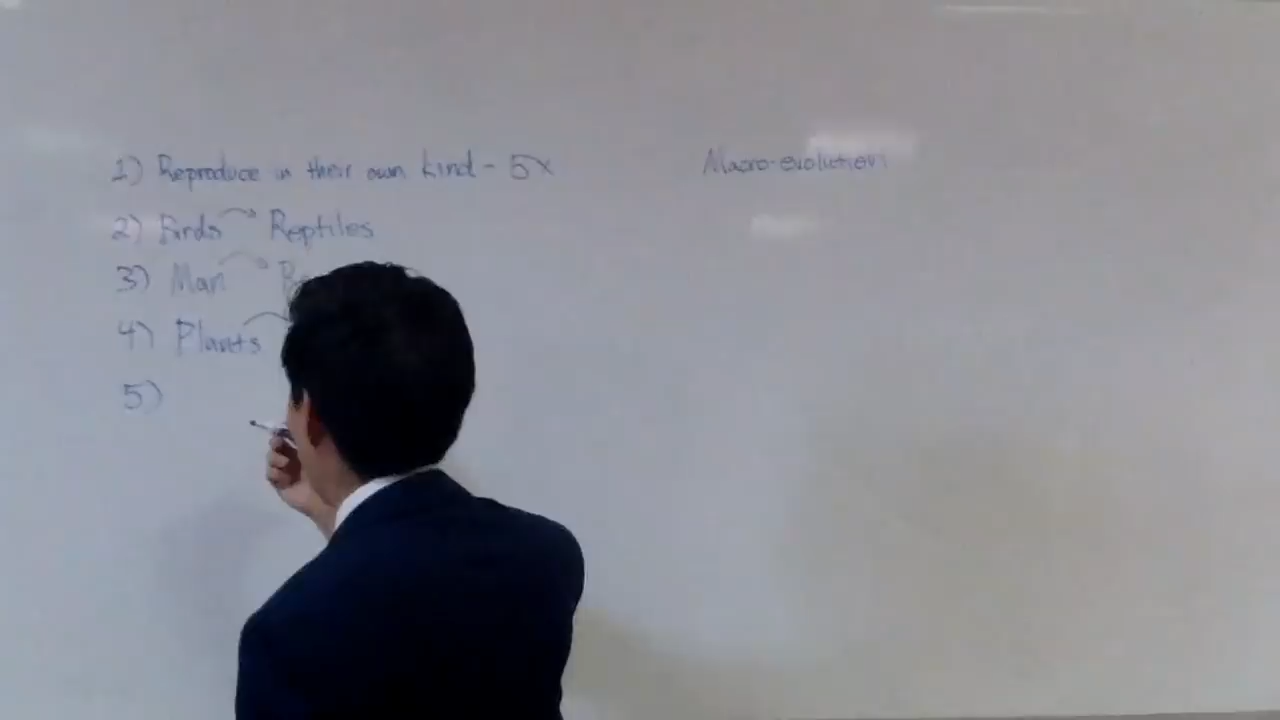 1) Reproduce in their own kind - 5x
2) Birds → Reptiles
3) Man →
4) Plants
5)
Macro-evolution